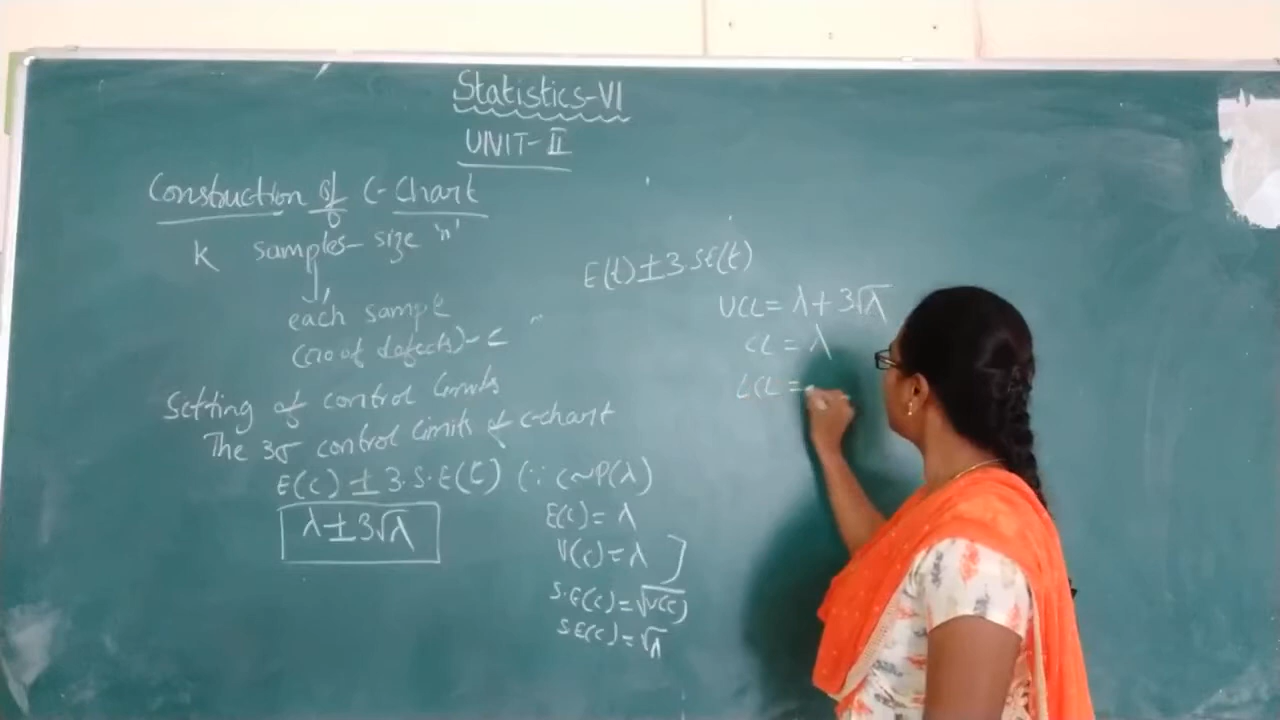 Statistics-VI
UNIT-II
Construction of C-Chart
K samples- size 'n'
each sample
(no of defects)-c
Setting of control limits
The 3σ control limits of c-chart
E(c) ± 3.S.E(t) (∵ c~P(λ)
λ±3√λ
E(c) = λ
V(c) = λ
S.E(c) = √V(c)
S.E(c) = √λ
E(t) ± 3 S.E(t)
UCL = λ + 3√λ
CL = λ
LCL =